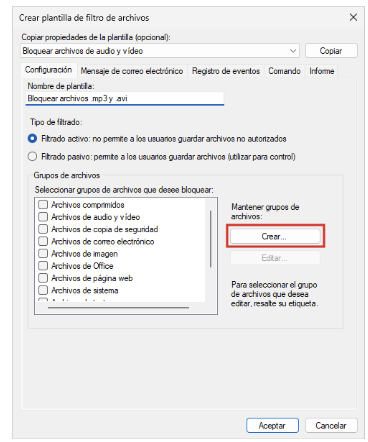 Crear plantilla de filtro de archivos
Copiar propiedades de la plantilla (opcional):
Bloquear archivos de audio y vídeo
Copiar
Configuración Mensaje de correo electrónico Registro de eventos Comando Informe
Nombre de plantilla:
Bloquear archivos .mp3 y .avi
Tipo de filtrado:
Filtrado activo: no permite a los usuarios guardar archivos no autorizados
Filtrado pasivo: permite a los usuarios guardar archivos (utilizar para control)
Grupos de archivos
Seleccionar grupos de archivos que desee bloquear:
Archivos comprimidos
Archivos de audio y vídeo
Archivos de copia de seguridad
Archivos de correo electrónico
Archivos de imagen
Archivos de Office
Archivos de página web
Archivos de sistema
Mantener grupos de
archivos:
Crear...
Editar...
Para seleccionar el grupo
de archivos que desea
editar, resalte su etiqueta.
Aceptar Cancelar